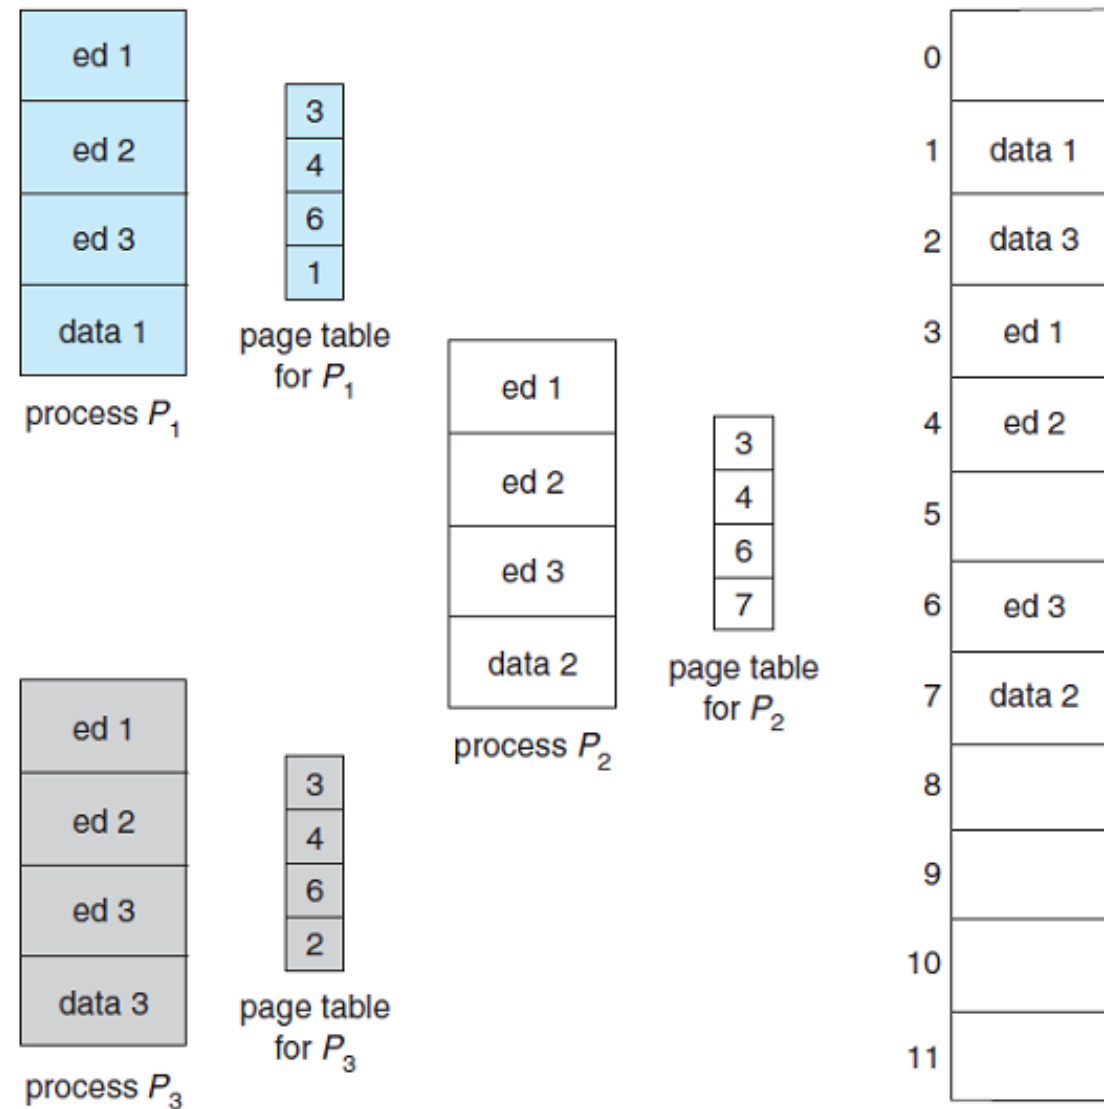 ed 1
ed 2
ed 3
data 1
process P₁
3
4
6
1
page table
for P₁
ed 1
ed 2
ed 3
data 2
process P₂
3
4
6
7
page table
for P₂
ed 1
ed 2
ed 3
data 3
process P₃
3
4
6
2
page table
for P₃
0
1 data 1
2 data 3
3 ed 1
4 ed 2
5
6 ed 3
7 data 2
8
9
10
11